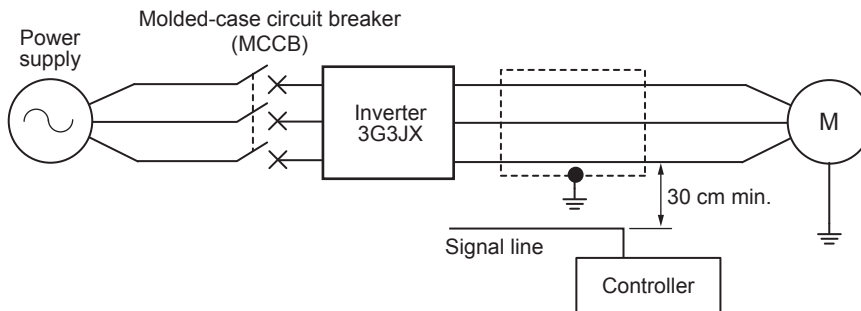 Molded-case circuit breaker
(MCCB)
Power
supply
Inverter
3G3JX
M
30 cm min.
Signal line
Controller